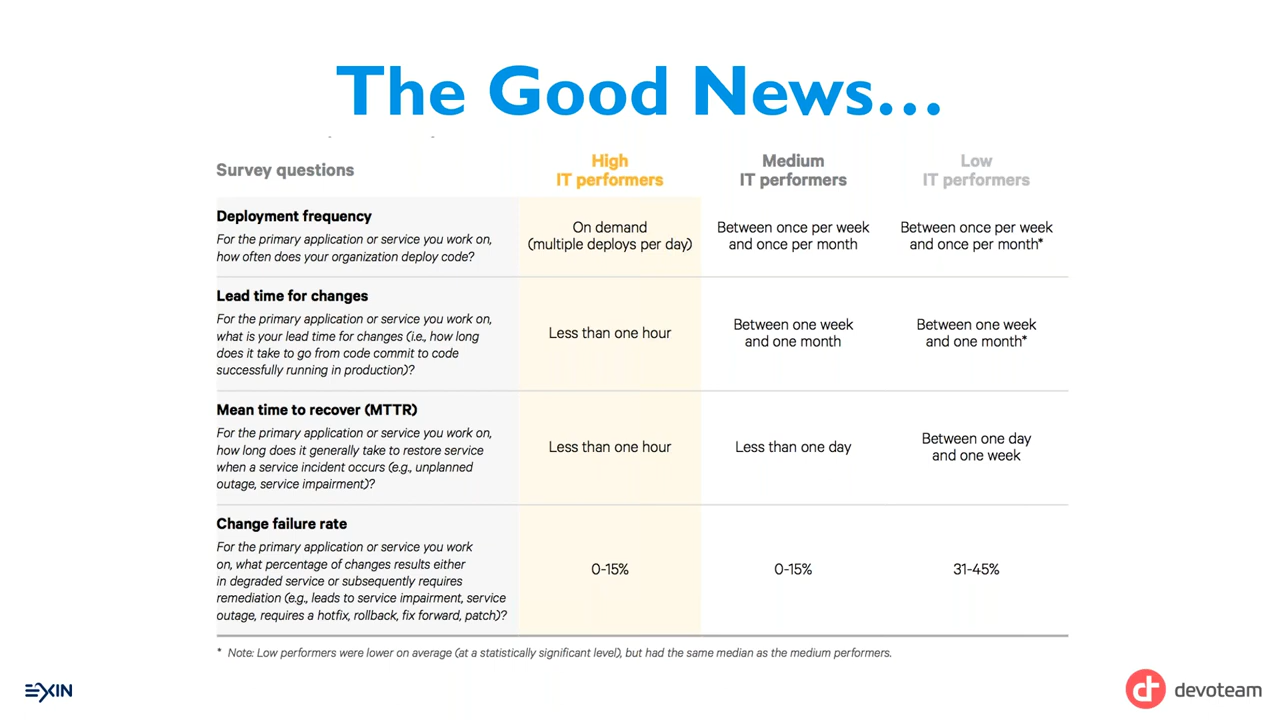 The Good News...
Survey questions
High
IT performers
Medium
IT performers
Low
IT performers
Deployment frequency
For the primary application or service you work on,
how often does your organization deploy code?
On demand
(multiple deploys per day)
Between once per week
and once per month
Between once per week
and once per month*
Lead time for changes
For the primary application or service you work on,
what is your lead time for changes (i.e., how long
does it take to go from code commit to code
successfully running in production)?
Less than one hour
Between one week
and one month
Between one week
and one month*
Mean time to recover (MTTR)
For the primary application or service you work on,
how long does it generally take to restore service
when a service incident occurs (e.g., unplanned
outage, service impairment)?
Less than one hour
Less than one day
Between one day
and one week
Change failure rate
For the primary application or service you work
on, what percentage of changes results either
in degraded service or subsequently requires
remediation (e.g., leads to service impairment, service
outage, requires a hotfix, rollback, fix forward, patch)?
0-15%
0-15%
31-45%
* Note: Low performers were lower on average (at a statistically significant level), but had the same median as the medium performers.
EXIN
dt devoteam